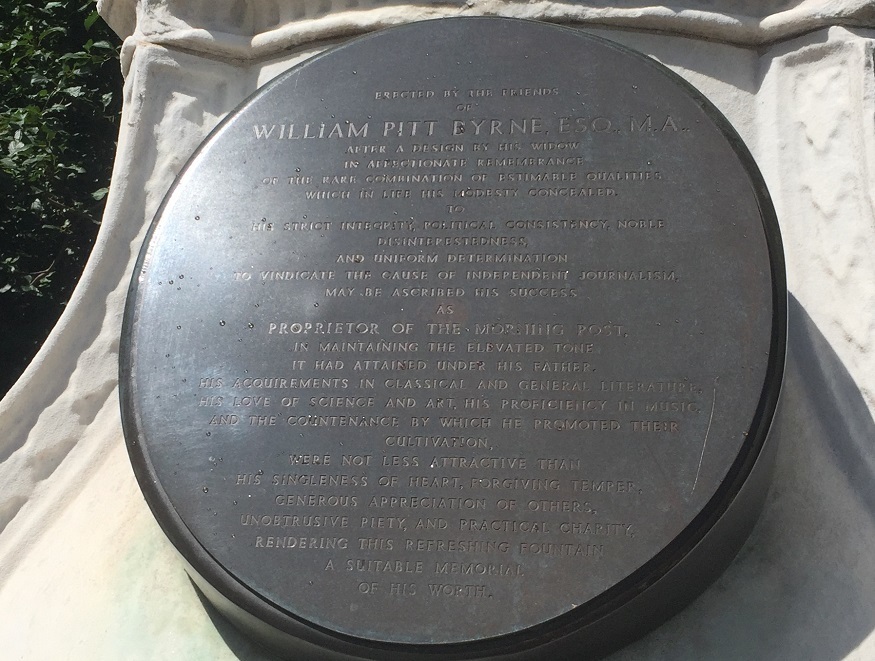 ERECTED BY THE FRIENDS
OF
WILLIAM PITT BYRNE, ESQ., M.A.,
AFTER A DESIGN BY HIS WIDOW
IN AFFECTIONATE REMEMBERANCE
OF THE RARE COMBINATION OF ESTIMABLE QUALITIES
WHICH IN LIFE HIS MODESTY CONCEALED.
TO
HIS STRICT INTEGRITY, POLITICAL CONSISTENCY, NOBLE
DISINTERESTEDNESS,
AND UNIFORM DETERMINATION
TO VINDICATE THE CAUSE OF INDEPENDENT JOURNALISM,
MAY BE ASCRIBED HIS SUCCESS
AS
PROPRIETOR OF THE MORNING POST,
IN MAINTAINING THE ELEVATED TONE
IT HAD ATTAINED UNDER HIS FATHER.
HIS ACQUIREMENTS IN CLASSICAL AND GENERAL LITERATURE,
HIS LOVE OF SCIENCE AND ART, HIS PROFICIENCY IN MUSIC,
AND THE COUNTENANCE BY WHICH HE PROMOTED THEIR
CULTIVATION,
WERE NOT LESS ATTRACTIVE THAN
HIS SINGLENESS OF HEART, FORGIVING TEMPER,
GENEROUS APPRECIATION OF OTHERS,
UNOBTRUSIVE PIETY, AND PRACTICAL CHARITY,
RENDERING THIS REFRESHING FOUNTAIN
A SUITABLE MEMORIAL
OF HIS WORTH.